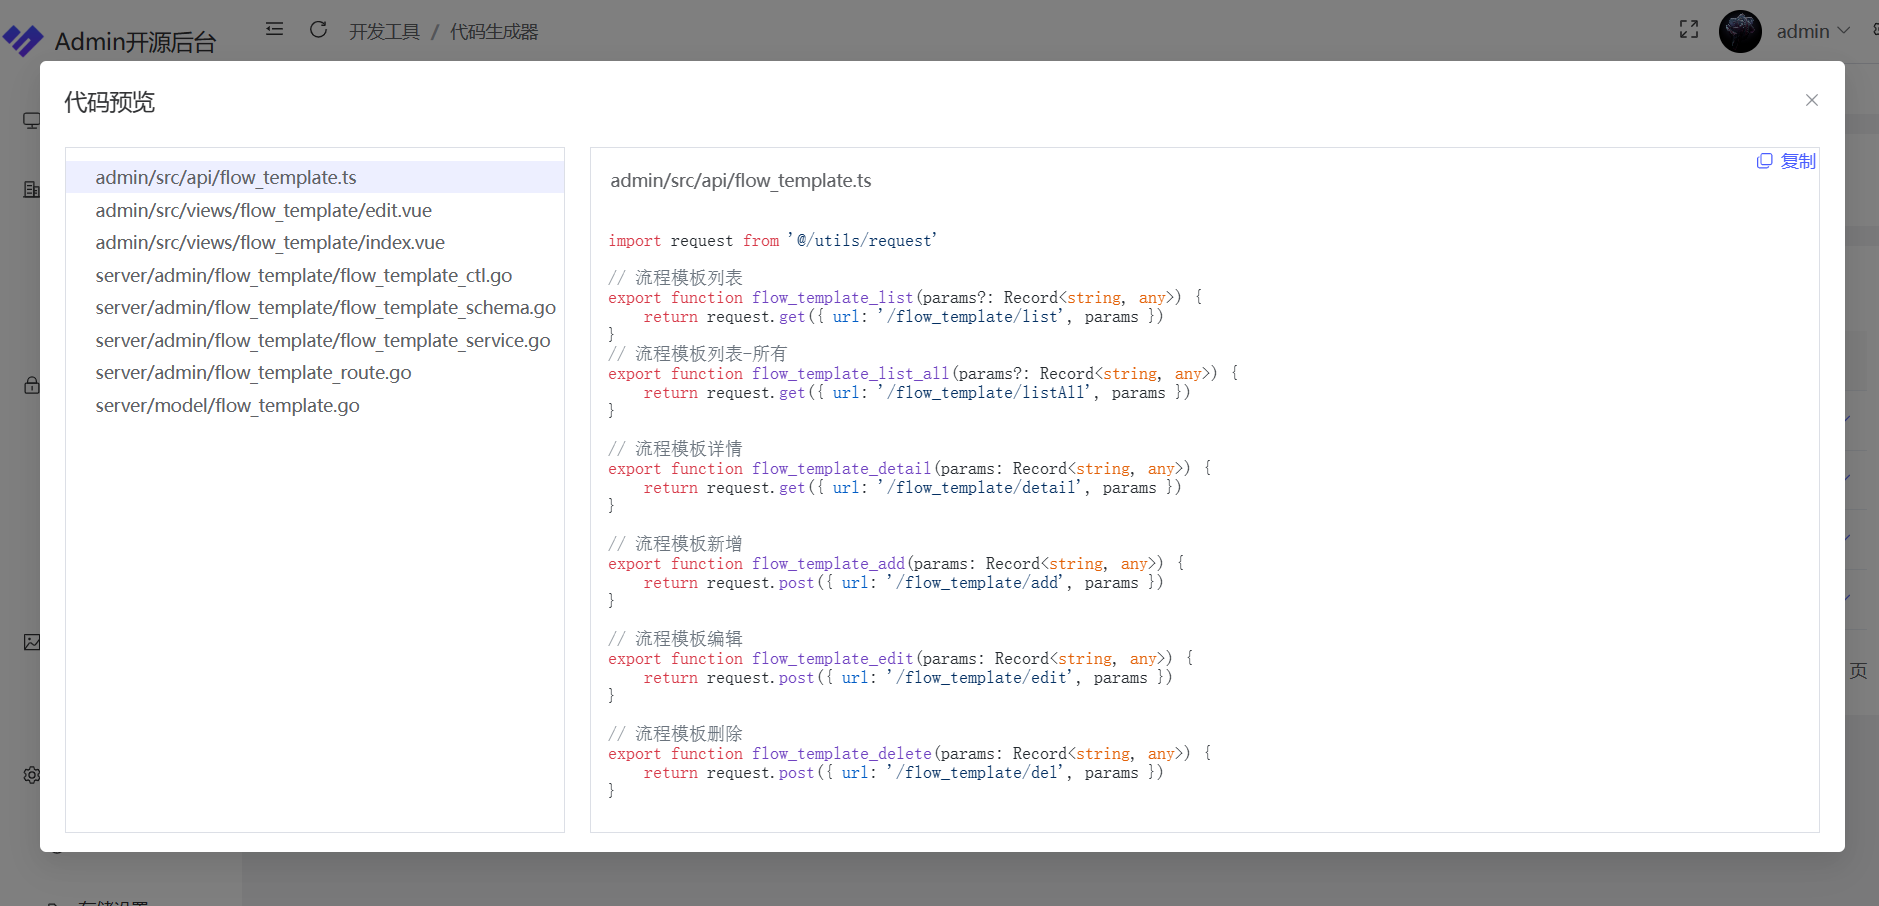 Admin开源后台
开发工具 / 代码生成器
admin
代码预览
admin/src/api/flow_template.ts
admin/src/views/flow_template/edit.vue
admin/src/views/flow_template/index.vue
server/admin/flow_template/flow_template_ctl.go
server/admin/flow_template/flow_template_schema.go
server/admin/flow_template/flow_template_service.go
server/admin/flow_template_route.go
server/model/flow_template.go
复制
admin/src/api/flow_template.ts
import request from '@/utils/request'
// 流程模板列表
export function flow_template_list(params?: Record<string, any>) {
    return request.get({ url: '/flow_template/list', params })
}
// 流程模板列表-所有
export function flow_template_list_all(params?: Record<string, any>) {
    return request.get({ url: '/flow_template/listAll', params })
}
// 流程模板详情
export function flow_template_detail(params: Record<string, any>) {
    return request.get({ url: '/flow_template/detail', params })
}
// 流程模板新增
export function flow_template_add(params: Record<string, any>) {
    return request.post({ url: '/flow_template/add', params })
}
// 流程模板编辑
export function flow_template_edit(params: Record<string, any>) {
    return request.post({ url: '/flow_template/edit', params })
}
// 流程模板删除
export function flow_template_delete(params: Record<string, any>) {
    return request.post({ url: '/flow_template/del', params })
}
页
存储设置